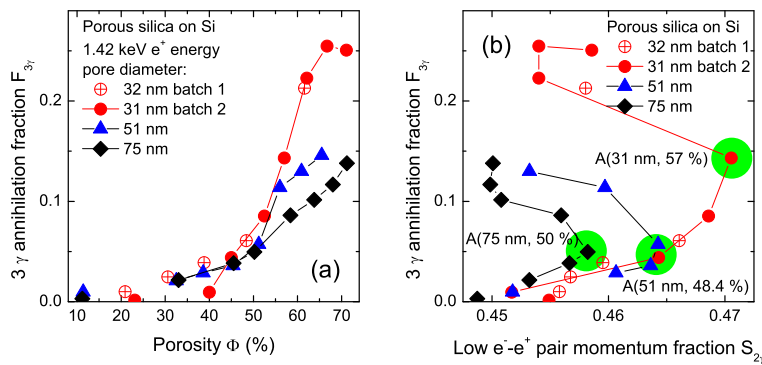 Porous silica on Si
1.42 keV e⁺ energy
pore diameter:
32 nm batch 1
31 nm batch 2
51 nm
75 nm
(a)
3 γ annihilation fraction F₃γ
0.0
0.1
0.2
10 20 30 40 50 60 70
Porosity Φ (%)
(b)
Porous silica on Si
32 nm batch 1
31 nm batch 2
51 nm
75 nm
A(31 nm, 57 %)
A(75 nm, 50 %)
A(51 nm, 48.4 %)
3 γ annihilation fraction F₃γ
0.0
0.1
0.2
0.45 0.46 0.47
Low e⁻-e⁺ pair momentum fraction S₂γ